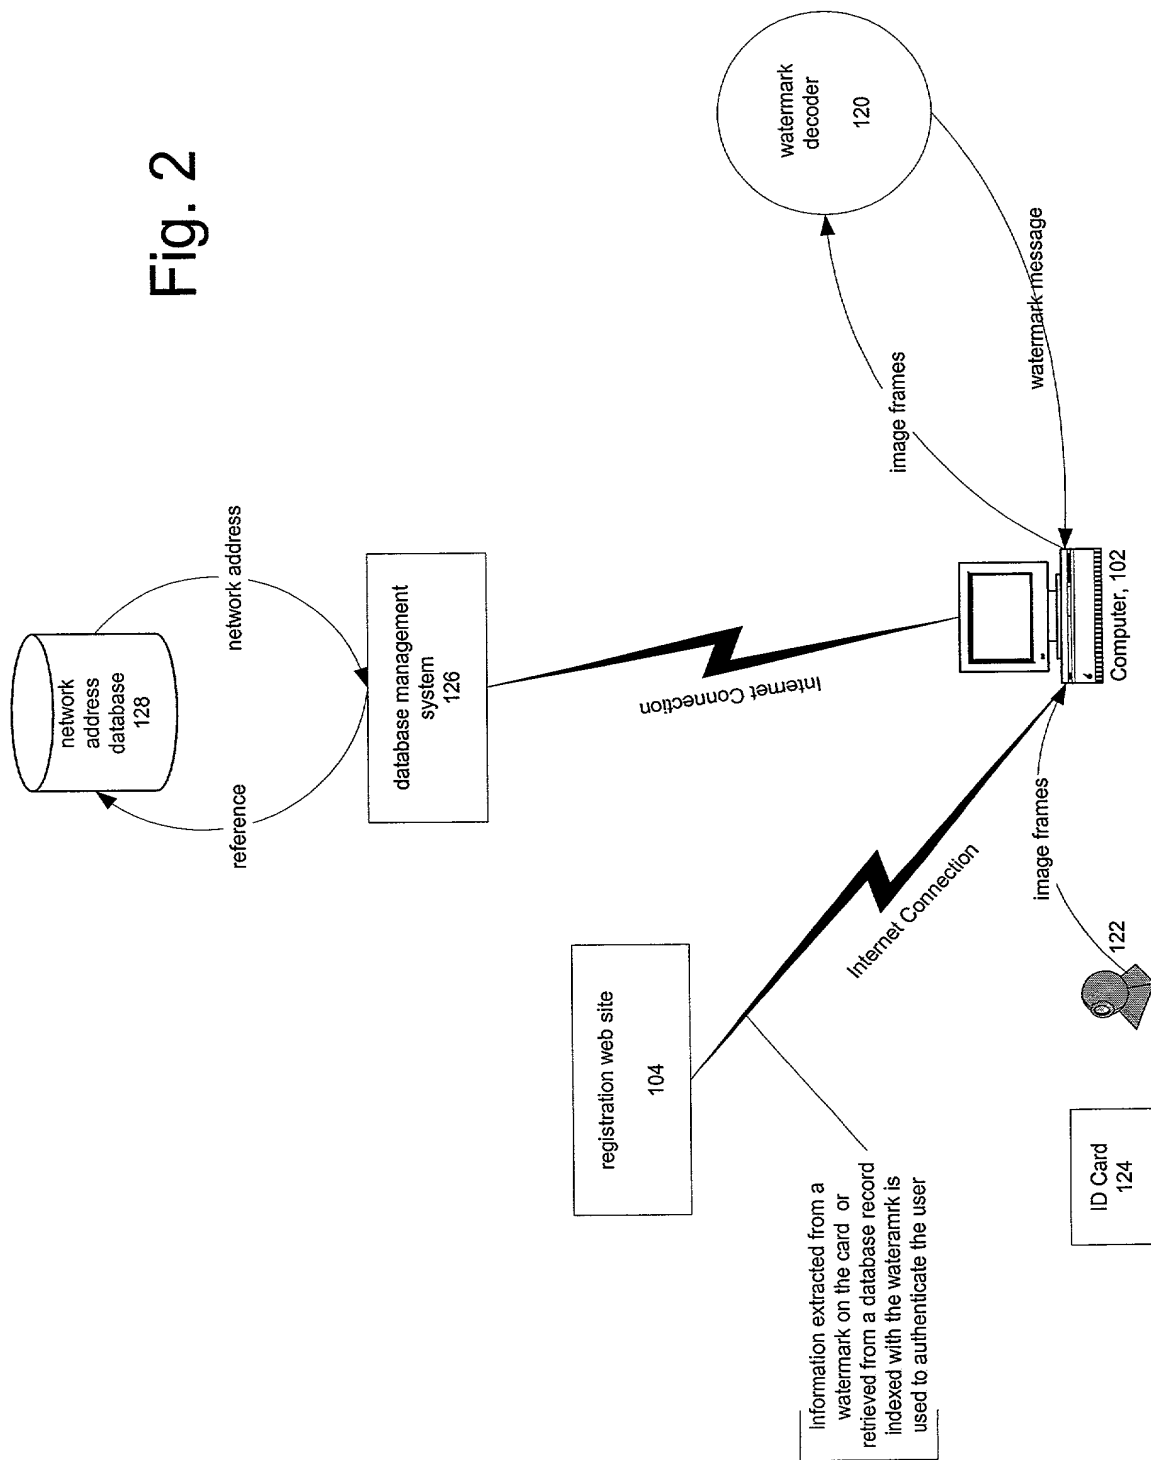 Fig. 2
network
address
database
128
reference
network address
database management
system
126
Internet Connection
registration web site
104
Internet Connection
Information extracted from a
watermark on the card or
retrieved from a database record
indexed with the wateramrk is
used to authenticate the user
ID Card
124
122
image frames
Computer, 102
image frames
watermark message
watermark
decoder
120